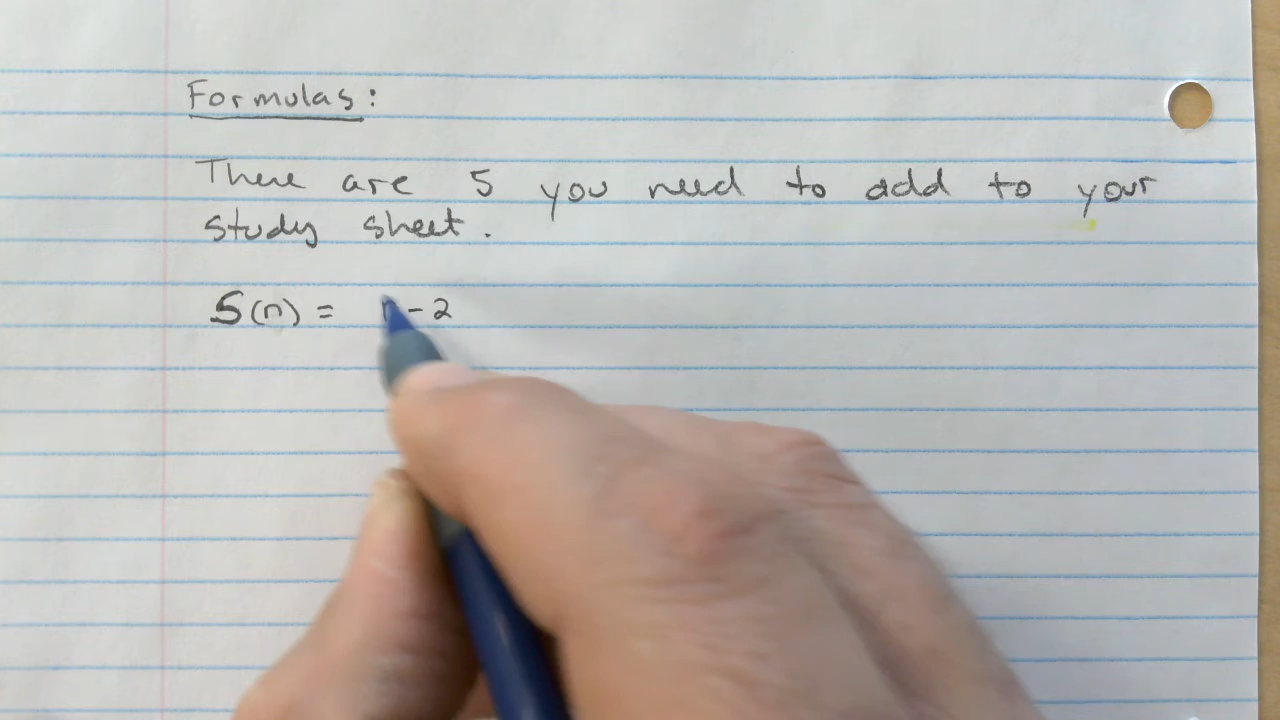 Formulas:
There are 5 you need to add to your
study sheet.
S(n) = n-2